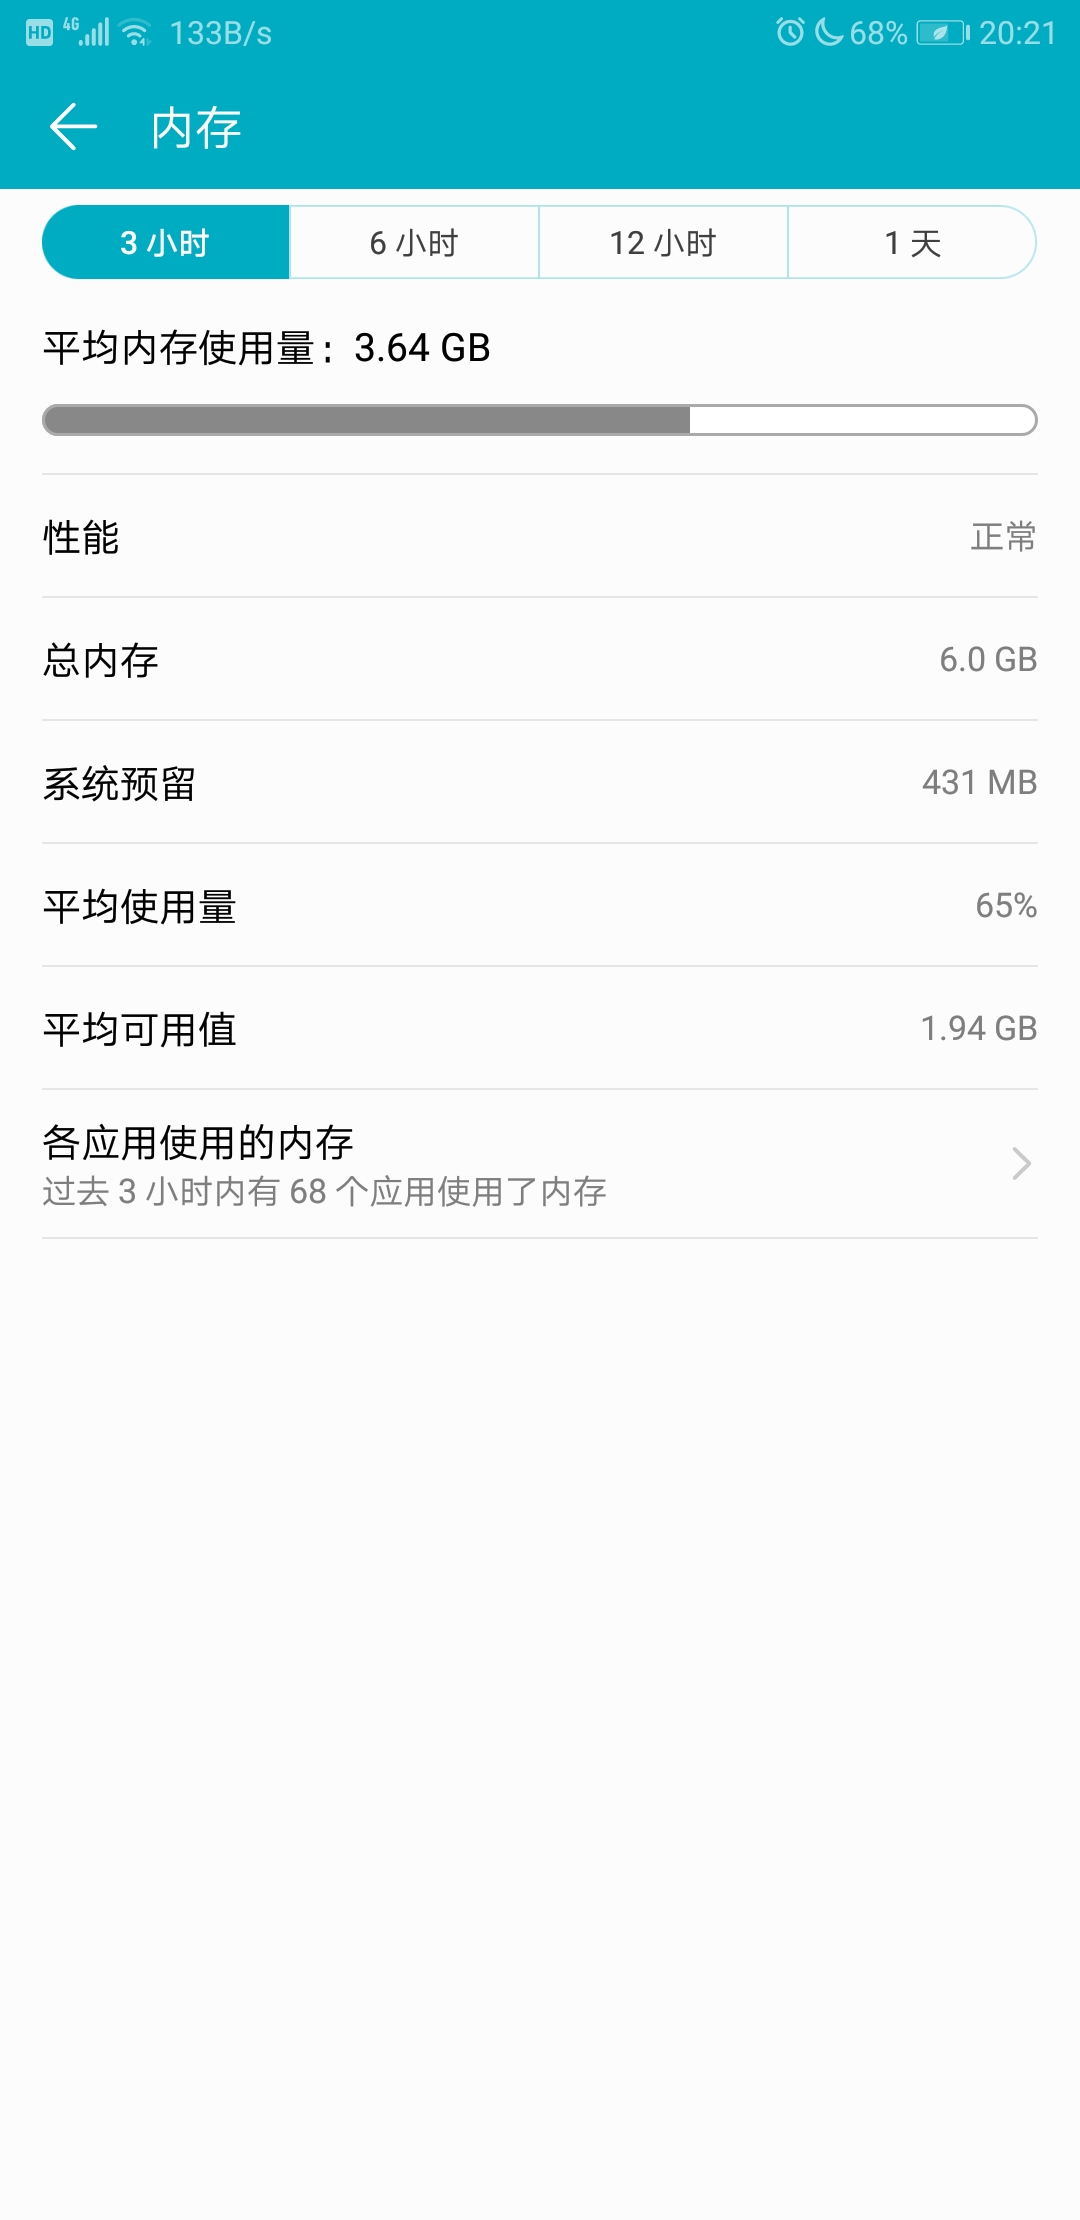 HD 4G 133B/s 68% 20:21
内存
3 小时 6 小时 12 小时 1 天
平均内存使用量：3.64 GB
性能 正常
总内存 6.0 GB
系统预留 431 MB
平均使用量 65%
平均可用值 1.94 GB
各应用使用的内存
过去 3 小时内有 68 个应用使用了内存